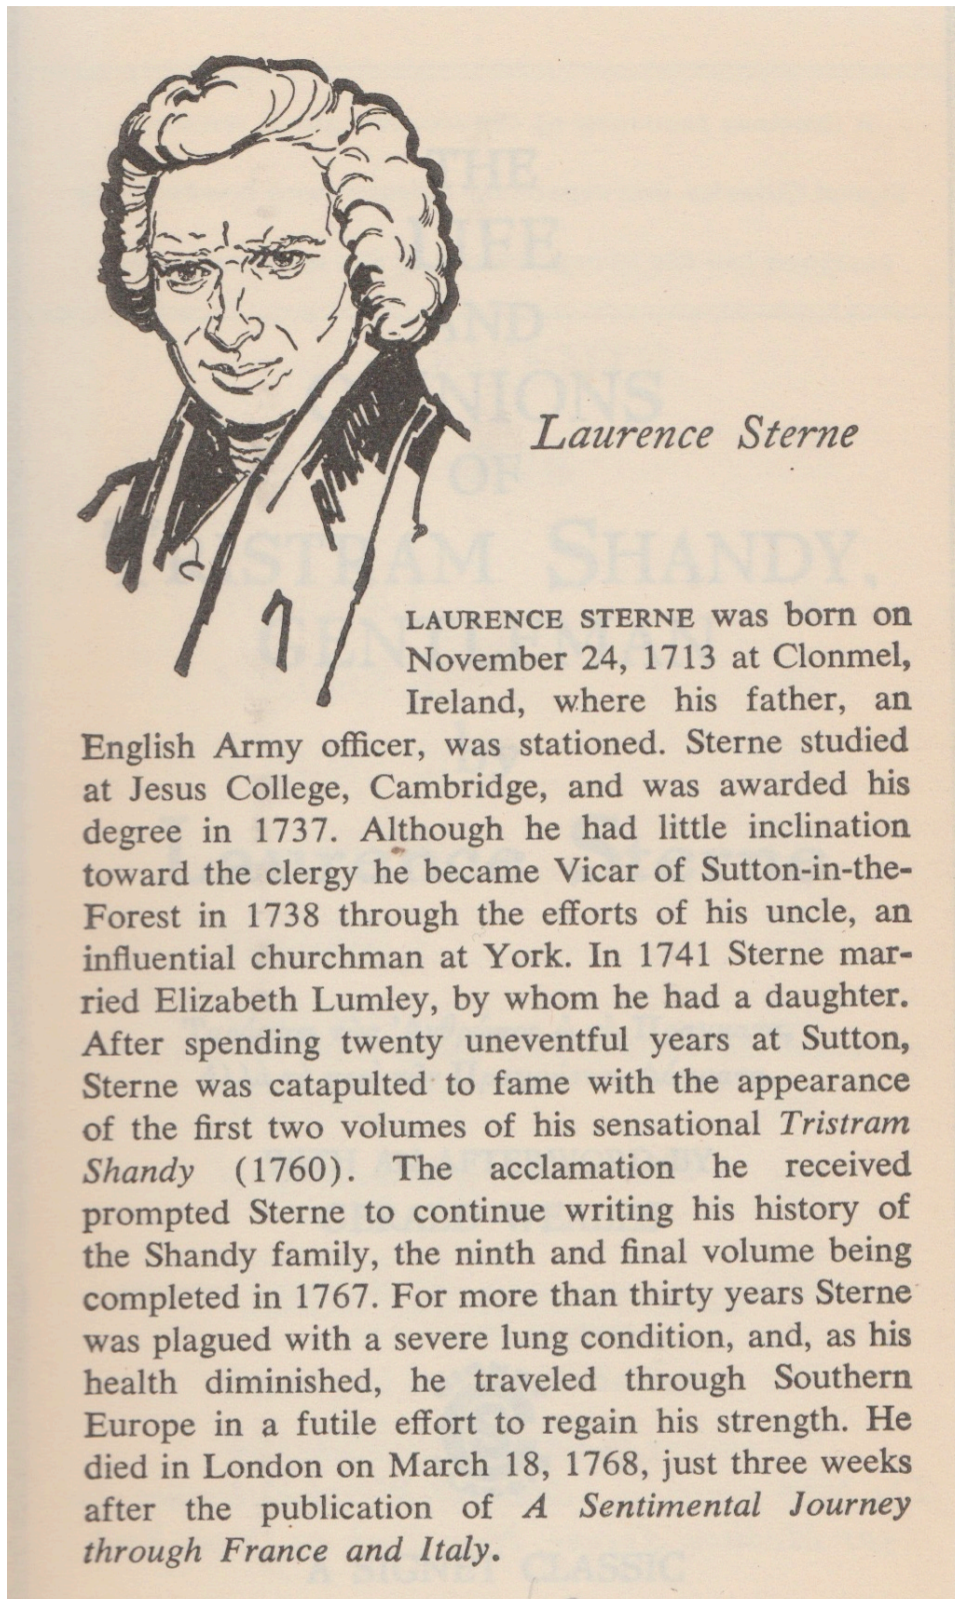 Laurence Sterne
LAURENCE STERNE was born on
November 24, 1713 at Clonmel,
Ireland, where his father, an
English Army officer, was stationed. Sterne studied
at Jesus College, Cambridge, and was awarded his
degree in 1737. Although he had little inclination
toward the clergy he became Vicar of Sutton-in-the-
Forest in 1738 through the efforts of his uncle, an
influential churchman at York. In 1741 Sterne mar-
ried Elizabeth Lumley, by whom he had a daughter.
After spending twenty uneventful years at Sutton,
Sterne was catapulted to fame with the appearance
of the first two volumes of his sensational Tristram
Shandy (1760). The acclamation he received
prompted Sterne to continue writing his history of
the Shandy family, the ninth and final volume being
completed in 1767. For more than thirty years Sterne
was plagued with a severe lung condition, and, as his
health diminished, he traveled through Southern
Europe in a futile effort to regain his strength. He
died in London on March 18, 1768, just three weeks
after the publication of A Sentimental Journey
through France and Italy.